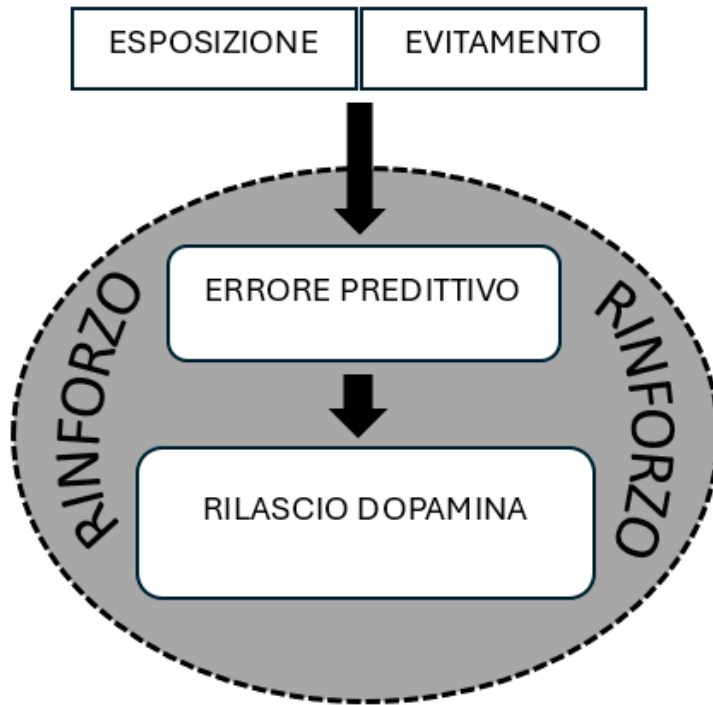 ESPOSIZIONE
EVITAMENTO
ERRORE PREDITTIVO
RINFORZO
RINFORZO
RILASCIO DOPAMINA